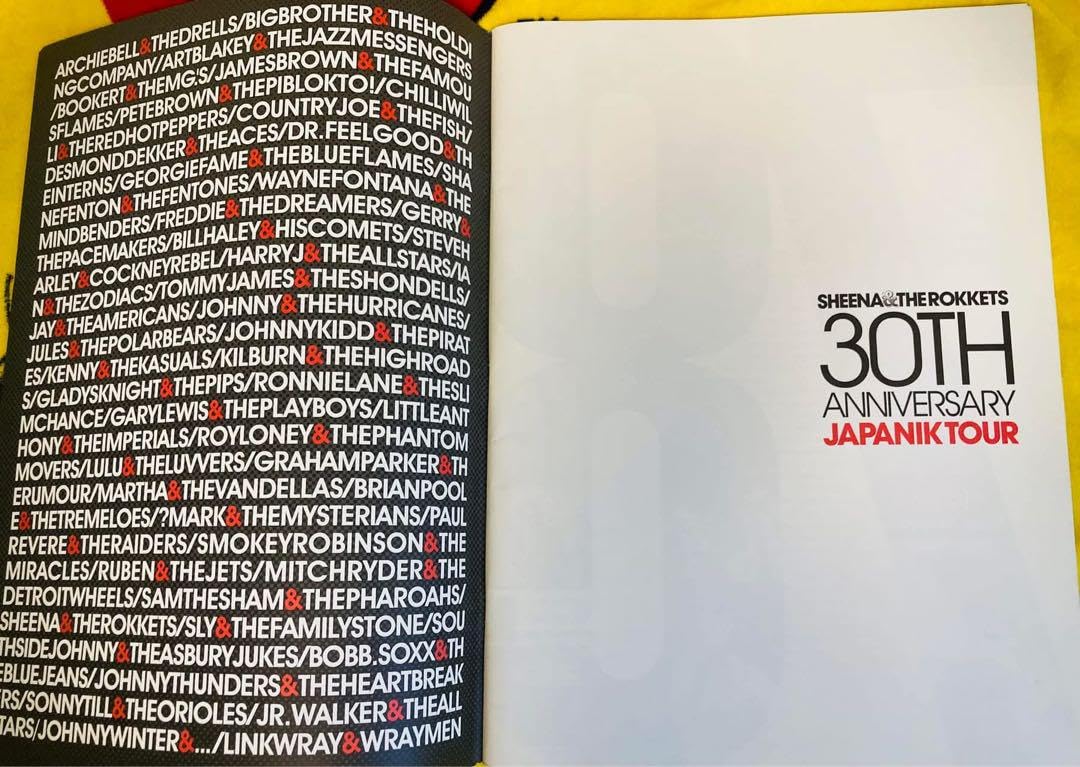 ARCHIEBELL&THEDRELLS/BIGBROTHER&THEHOLDI
NGCOMPANY/ARTBLAKEY&THEJAZZMESSENGERS
/BOOKERT&THEMG.'S/JAMESBROWN&THEFAMOU
SFLAMES/PETEBROWN&THEPIBLOKTO!/CHILLIWIL
LI&THEREDHOTPEPPERS/COUNTRYJOE&THEFISH/
DESMONDDEKKER&THEACES/DR.FEELGOOD&TH
EINTERNS/GEORGIEFAME&THEBLUEFLAMES/SHA
NEFENTON&THEFENTONES/WAYNEFONTANA&THE
MINDBENDERS/FREDDIE&THEDREAMERS/GERRY&
THEPACEMAKERS/BILLHALEY&HISCOMETS/STEVEH
ARLEY&COCKNEYREBEL/HARRYJ&THEALLSTARS/IA
N&THEZODIACS/TOMMYJAMES&THESHONDELLS/
JAY&THEAMERICANS/JOHNNY&THEHURRICANES/
JULES&THEPOLARBEARS/JOHNNYKIDD&THEPIRAT
ES/KENNY&THEKASUALS/KILBURN&THEHIGHROAD
S/GLADYSKNIGHT&THEPIPS/RONNIELANE&THESLI
MCHANCE/GARYLEWIS&THEPLAYBOYS/LITTLEANT
HONY&THEIMPERIALS/ROYLONEY&THEPHANTOM
MOVERS/LULU&THELUVVERS/GRAHAMPARKER&TH
ERUMOUR/MARTHA&THEVANDELLAS/BRIANPOOL
E&THETREMELOES/?MARK&THEMYSTERIANS/PAUL
REVERE&THERAIDERS/SMOKEYROBINSON&THE
MIRACLES/RUBEN&THEJETS/MITCHRYDER&THE
DETROITWHEELS/SAMTHESHAM&THEPHAROAHS/
SHEENA&THEROKKETS/SLY&THEFAMILYSTONE/SOU
THSIDEJOHNNY&THEASBURYJUKES/BOBB.SOXX&TH
EBLUEJEANS/JOHNNYTHUNDERS&THEHEARTBREAK
ERS/SONNYTILL&THEORIOLES/JR.WALKER&THEALL
STARS/JOHNNYWINTER&.../LINKWRAY&WRAYMEN
SHEENA&THE ROKKETS
30TH
ANNIVERSARY
JAPANIK TOUR